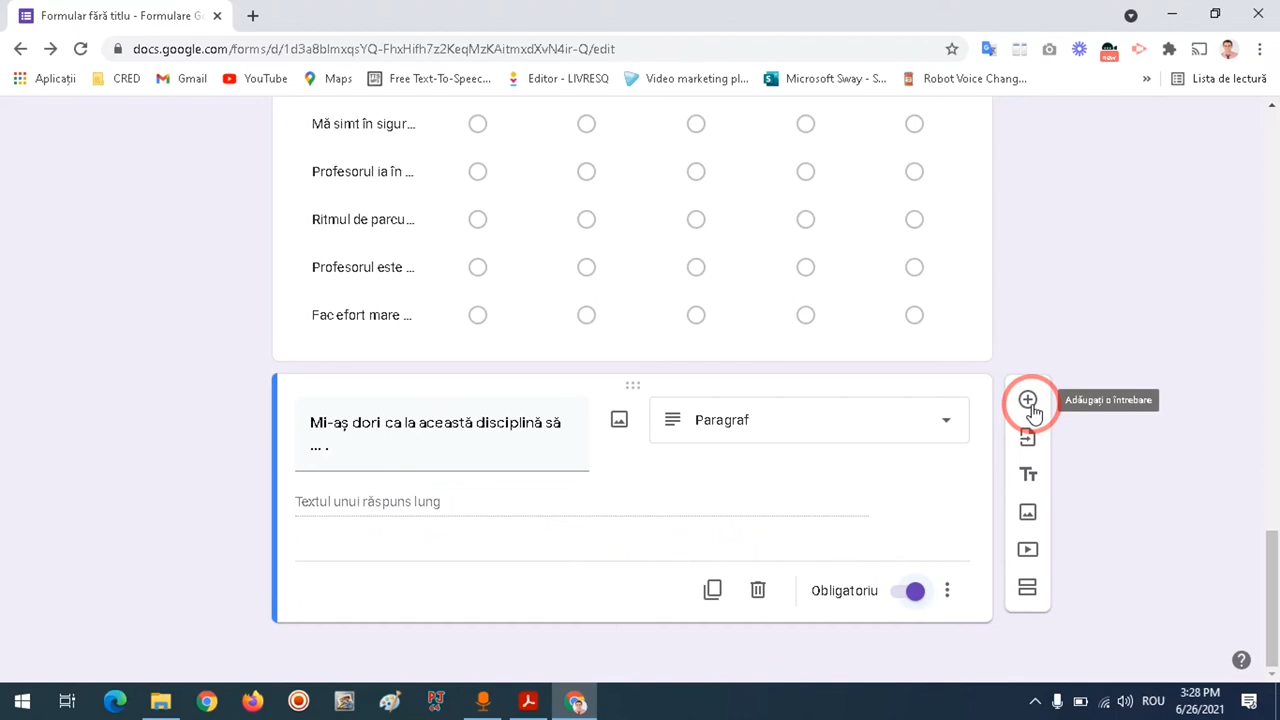 Formular fără titlu - Formulare Go
docs.google.com/forms/d/1d3a8blmxqsYQ-FhxHifh7z2KeqMzKAitmxdXvN4ir-Q/edit
Aplicații
CRED
Gmail
YouTube
Maps
Free Text-To-Speec...
Editor - LIVRESQ
Video marketing pl...
Microsoft Sway - S...
Robot Voice Chang...
»
Lista de lectură
new
Mă simt în sigur...
Profesorul ia în ...
Ritmul de parcu...
Profesorul este ...
Fac efort mare ...
Mi-aș dori ca la această disciplină să
... .
Paragraf
Adăugați o întrebare
Tт
Textul unui răspuns lung
Obligatoriu
ROU
3:28 PM
6/26/2021